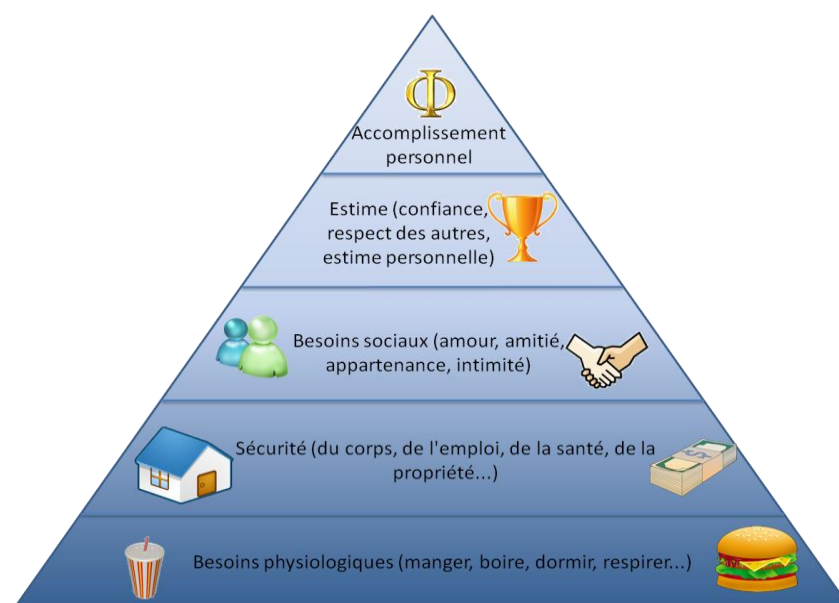 Φ
Accomplissement
personnel
Estime (confiance,
respect des autres,
estime personnelle)
Besoins sociaux (amour, amitié,
appartenance, intimité)
Sécurité (du corps, de l'emploi, de la santé, de la
propriété...)
Besoins physiologiques (manger, boire, dormir, respirer...)